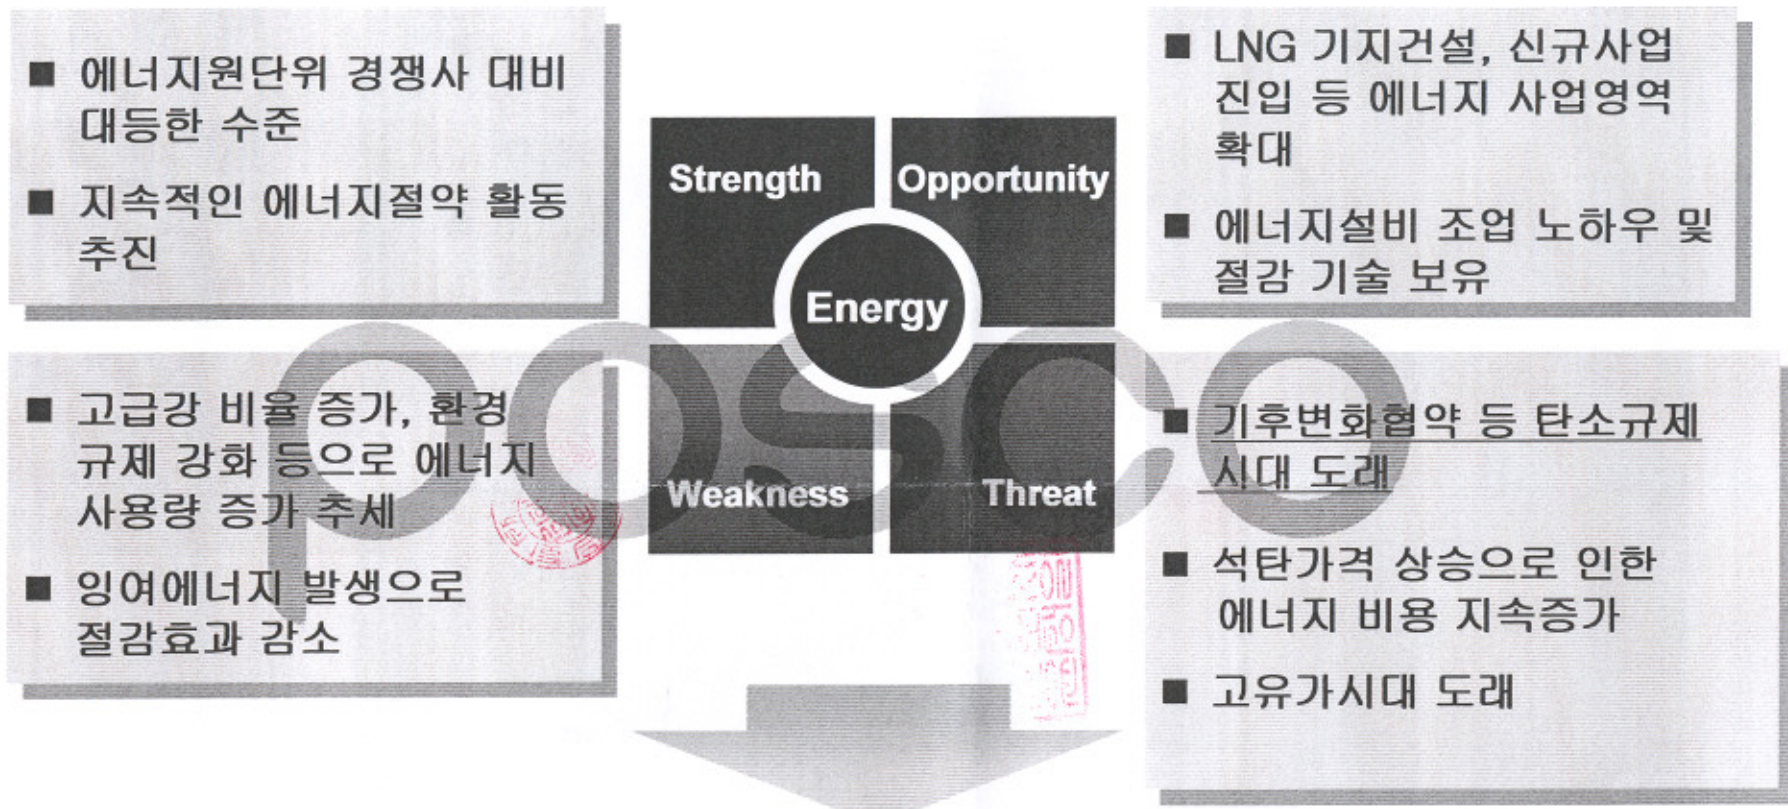 ■ 에너지원단위 경쟁사 대비
대등한 수준
■ 지속적인 에너지절약 활동
추진
Strength
Opportunity
■ LNG 기지건설, 신규사업
진입 등 에너지 사업영역
확대
■ 에너지설비 조업 노하우 및
절감 기술 보유
Energy
posco
■ 고급강 비율 증가, 환경
규제 강화 등으로 에너지
사용량 증가 추세
■ 잉여에너지 발생으로
절감효과 감소
Weakness
Threat
■ 기후변화협약 등 탄소규제
시대 도래
■ 석탄가격 상승으로 인한
에너지 비용 지속증가
■ 고유가시대 도래